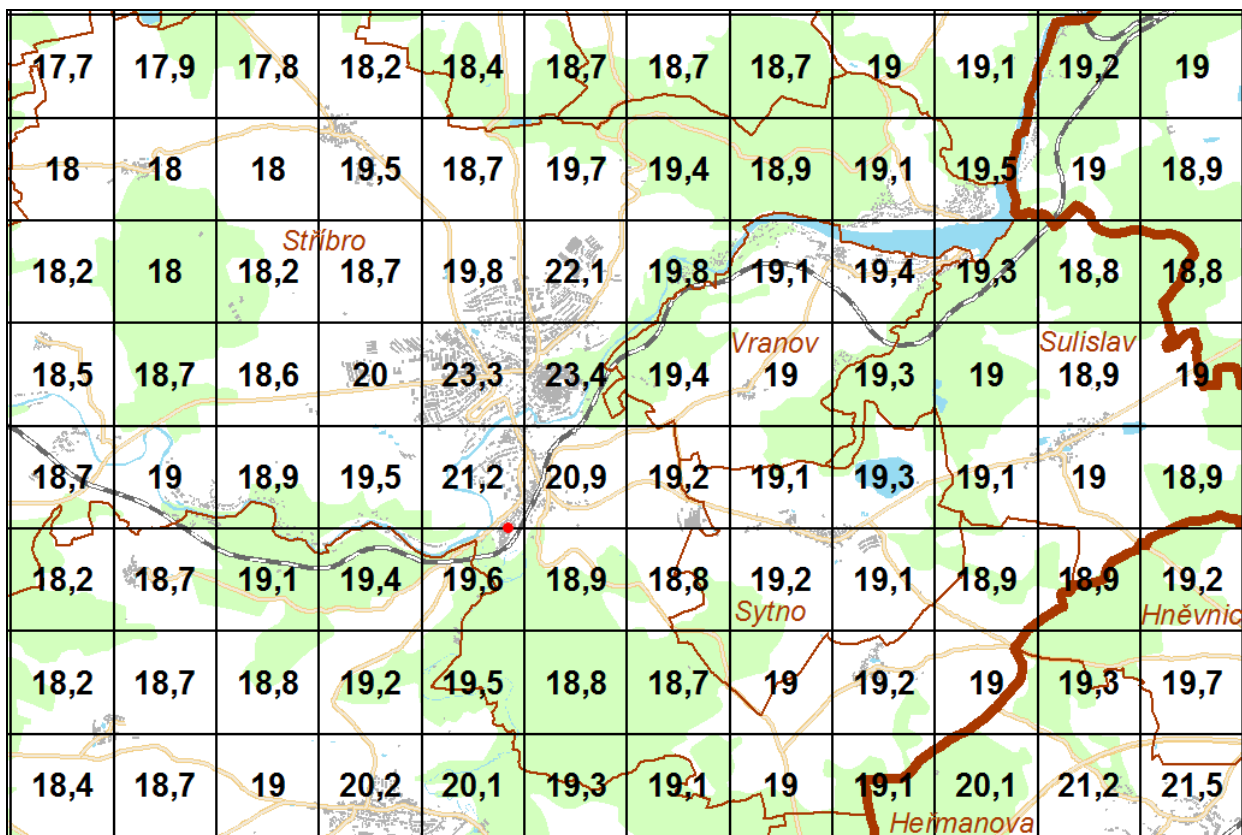 17,7 17,9 17,8 18,2 18,4 18,7 18,7 18,7 19 19,1 19,2 19
18 18 18 19,5 18,7 19,7 19,4 18,9 19,1 19,5 19 18,9
Stříbro
18,2 18 18,2 18,7 19,8 22,1 19,8 19,1 19,4 19,3 18,8 18,8
Vranov Sulislav
18,5 18,7 18,6 20 23,3 23,4 19,4 19 19,3 19 18,9 19
18,7 19 18,9 19,5 21,2 20,9 19,2 19,1 19,3 19,1 19 18,9
18,2 18,7 19,1 19,4 19,6 18,9 18,8 19,2 19,1 18,9 18,9 19,2
Sytno Hněvnic
18,2 18,7 18,8 19,2 19,5 18,8 18,7 19 19,2 19 19,3 19,7
18,4 18,7 19 20,2 20,1 19,3 19,1 19 19,1 20,1 21,2 21,5
Heřmanova